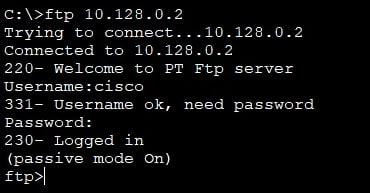 C:\>ftp 10.128.0.2
Trying to connect...10.128.0.2
Connected to 10.128.0.2
220- Welcome to PT Ftp server
Username:cisco
331- Username ok, need password
Password:
230- Logged in
(passive mode On)
ftp>